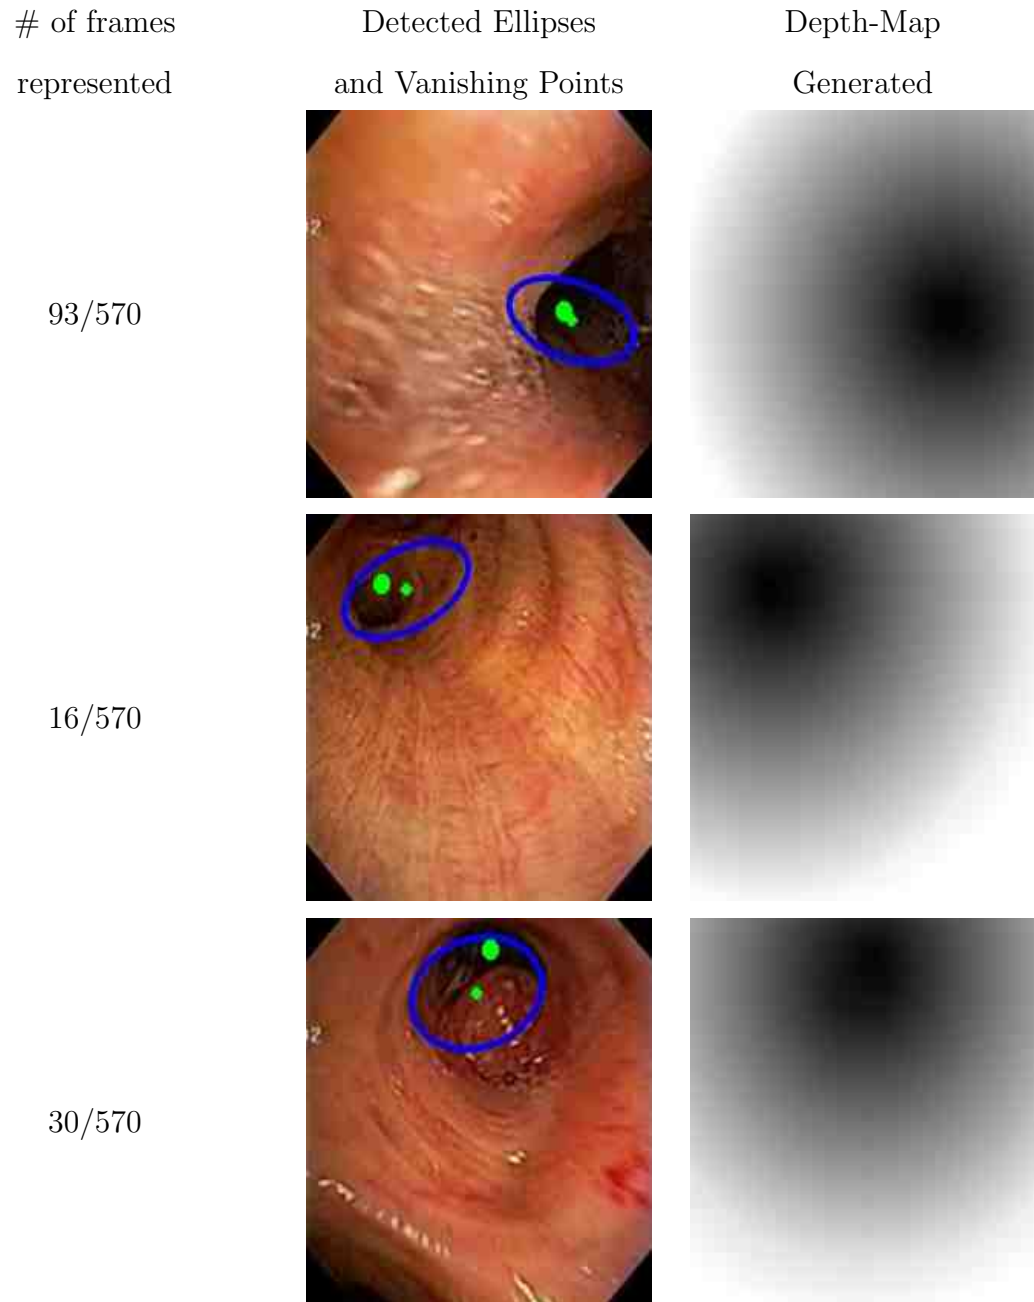 # of frames
represented
Detected Ellipses
and Vanishing Points
Depth-Map
Generated
93/570
16/570
30/570